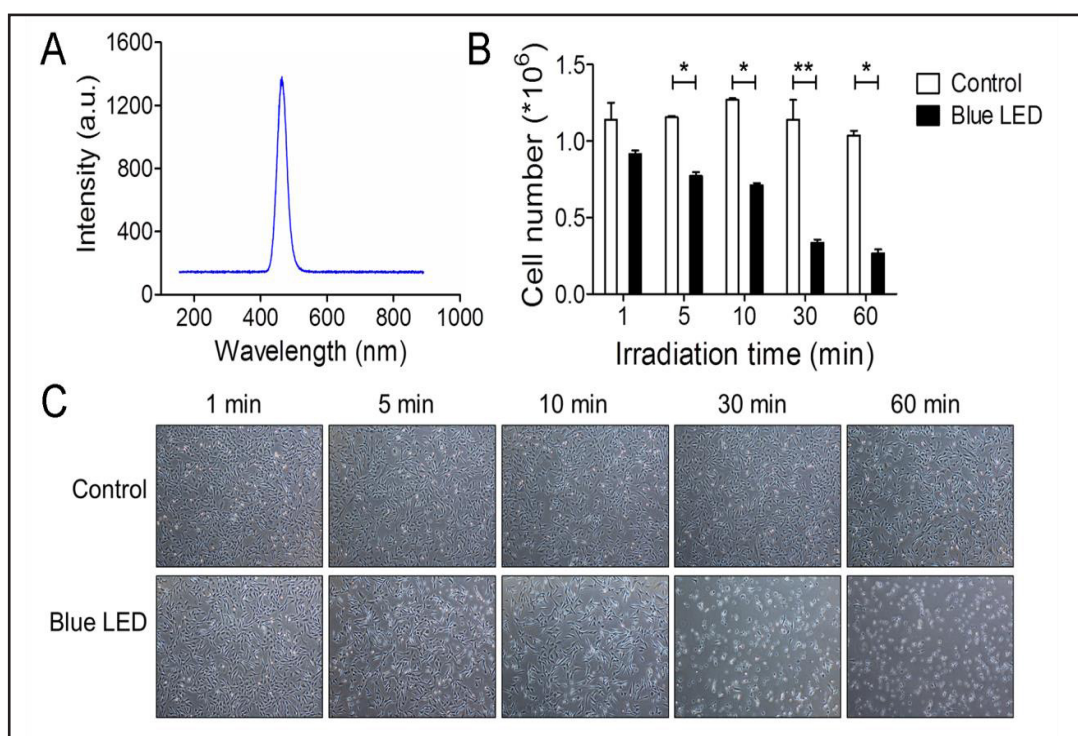 A
1600
1200
800
400
0
Intensity (a.u.)
200 400 600 800 1000
Wavelength (nm)
B
1.5
1.0
0.5
0.0
Cell number (*10^6)
* * ** *
Control
Blue LED
1 5 10 30 60
Irradiation time (min)
C
1 min 5 min 10 min 30 min 60 min
Control
Blue LED